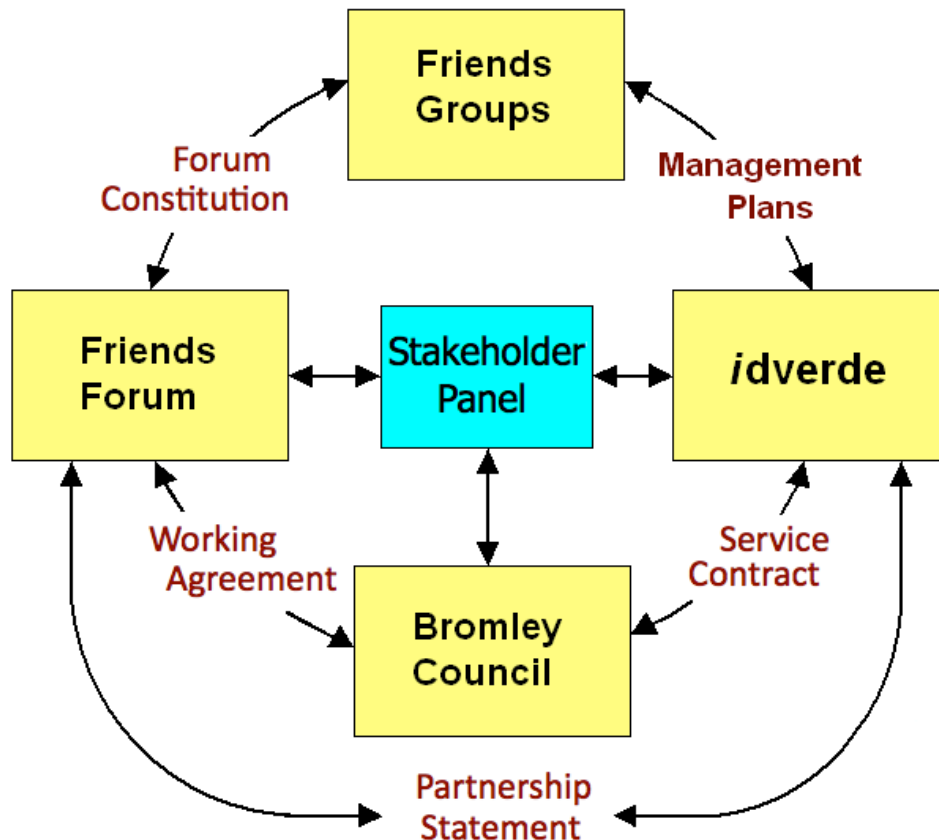 Friends
Groups
Forum
Constitution
Management
Plans
Friends
Forum
Stakeholder
Panel
idverde
Working
Agreement
Service
Contract
Bromley
Council
Partnership
Statement